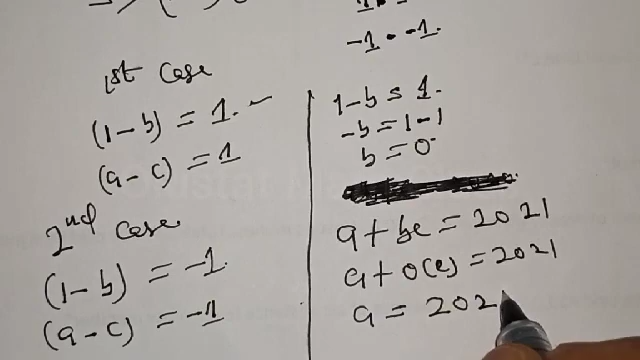 -1 · -1.
1st Case
(1-b) = 1.
(a-c) = 1
2nd case
(1-b) = -1.
(a-c) = -1
1-b = 1.
-b = 1-1
b = 0.
a + bc = 2021
a + 0(c) = 2021
a = 202